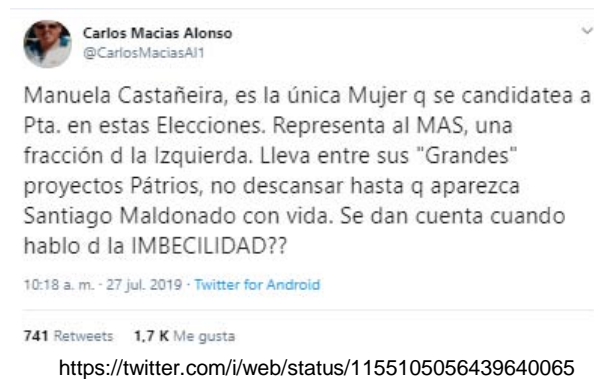 Carlos Macias Alonso
@CarlosMaciasAl1
Manuela Castañeira, es la única Mujer q se candidatea a
Pta. en estas Elecciones. Representa al MAS, una
fracción d la Izquierda. Lleva entre sus "Grandes"
proyectos Pátrios, no descansar hasta q aparezca
Santiago Maldonado con vida. Se dan cuenta cuando
hablo d la IMBECILIDAD??
10:18 a. m. · 27 jul. 2019 · Twitter for Android
741 Retweets 1,7 K Me gusta
https://twitter.com/i/web/status/1155105056439640065